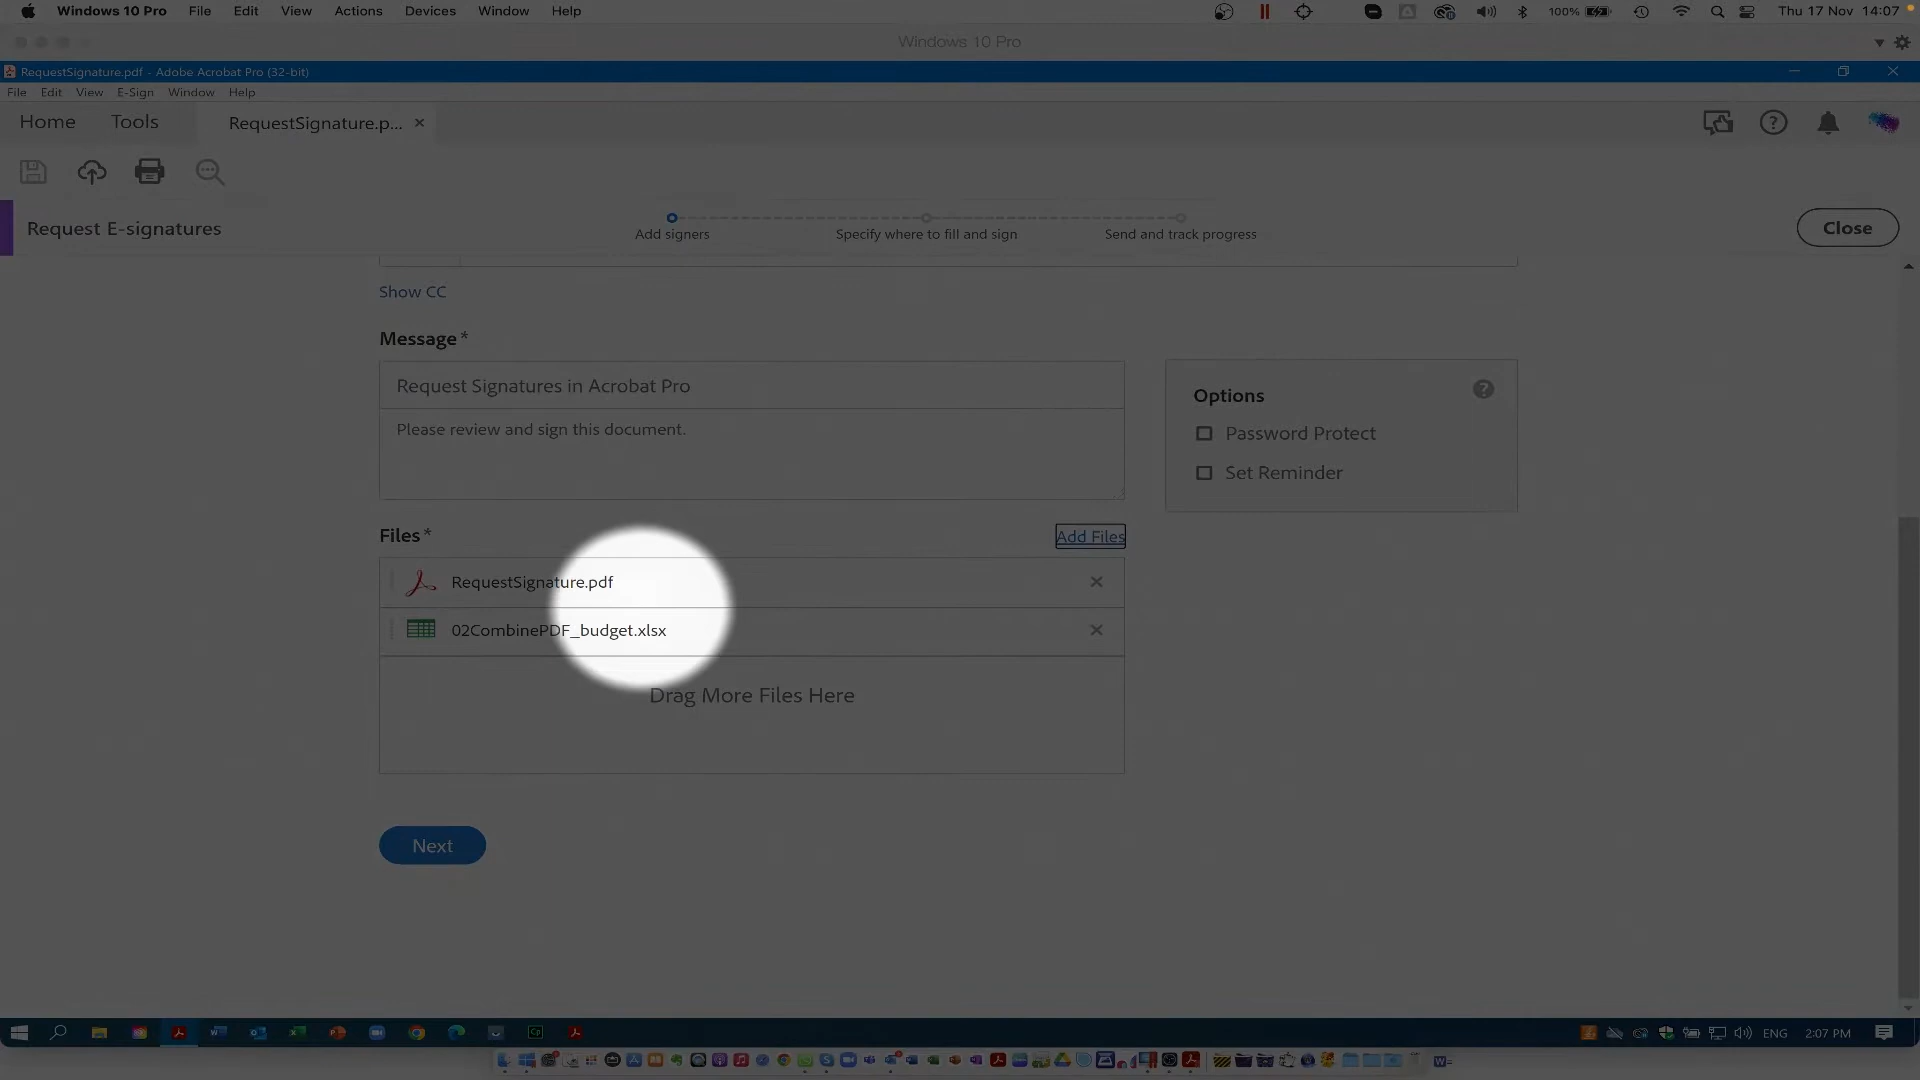 Windows 10 Pro File Edit View Actions Devices Window Help 100% Thu 17 Nov 14:07
Windows 10 Pro
RequestSignature.pdf - Adobe Acrobat Pro (32-bit)
File Edit View E-Sign Window Help
Home Tools RequestSignature.p...
Request E-signatures
Add signers Specify where to fill and sign Send and track progress
Close
Show CC
Message*
Request Signatures in Acrobat Pro
Please review and sign this document.
Options
Password Protect
Set Reminder
Files* Add Files
RequestSignature.pdf
02CombinePDF_budget.xlsx
Drag More Files Here
Next
ENG 2:07 PM